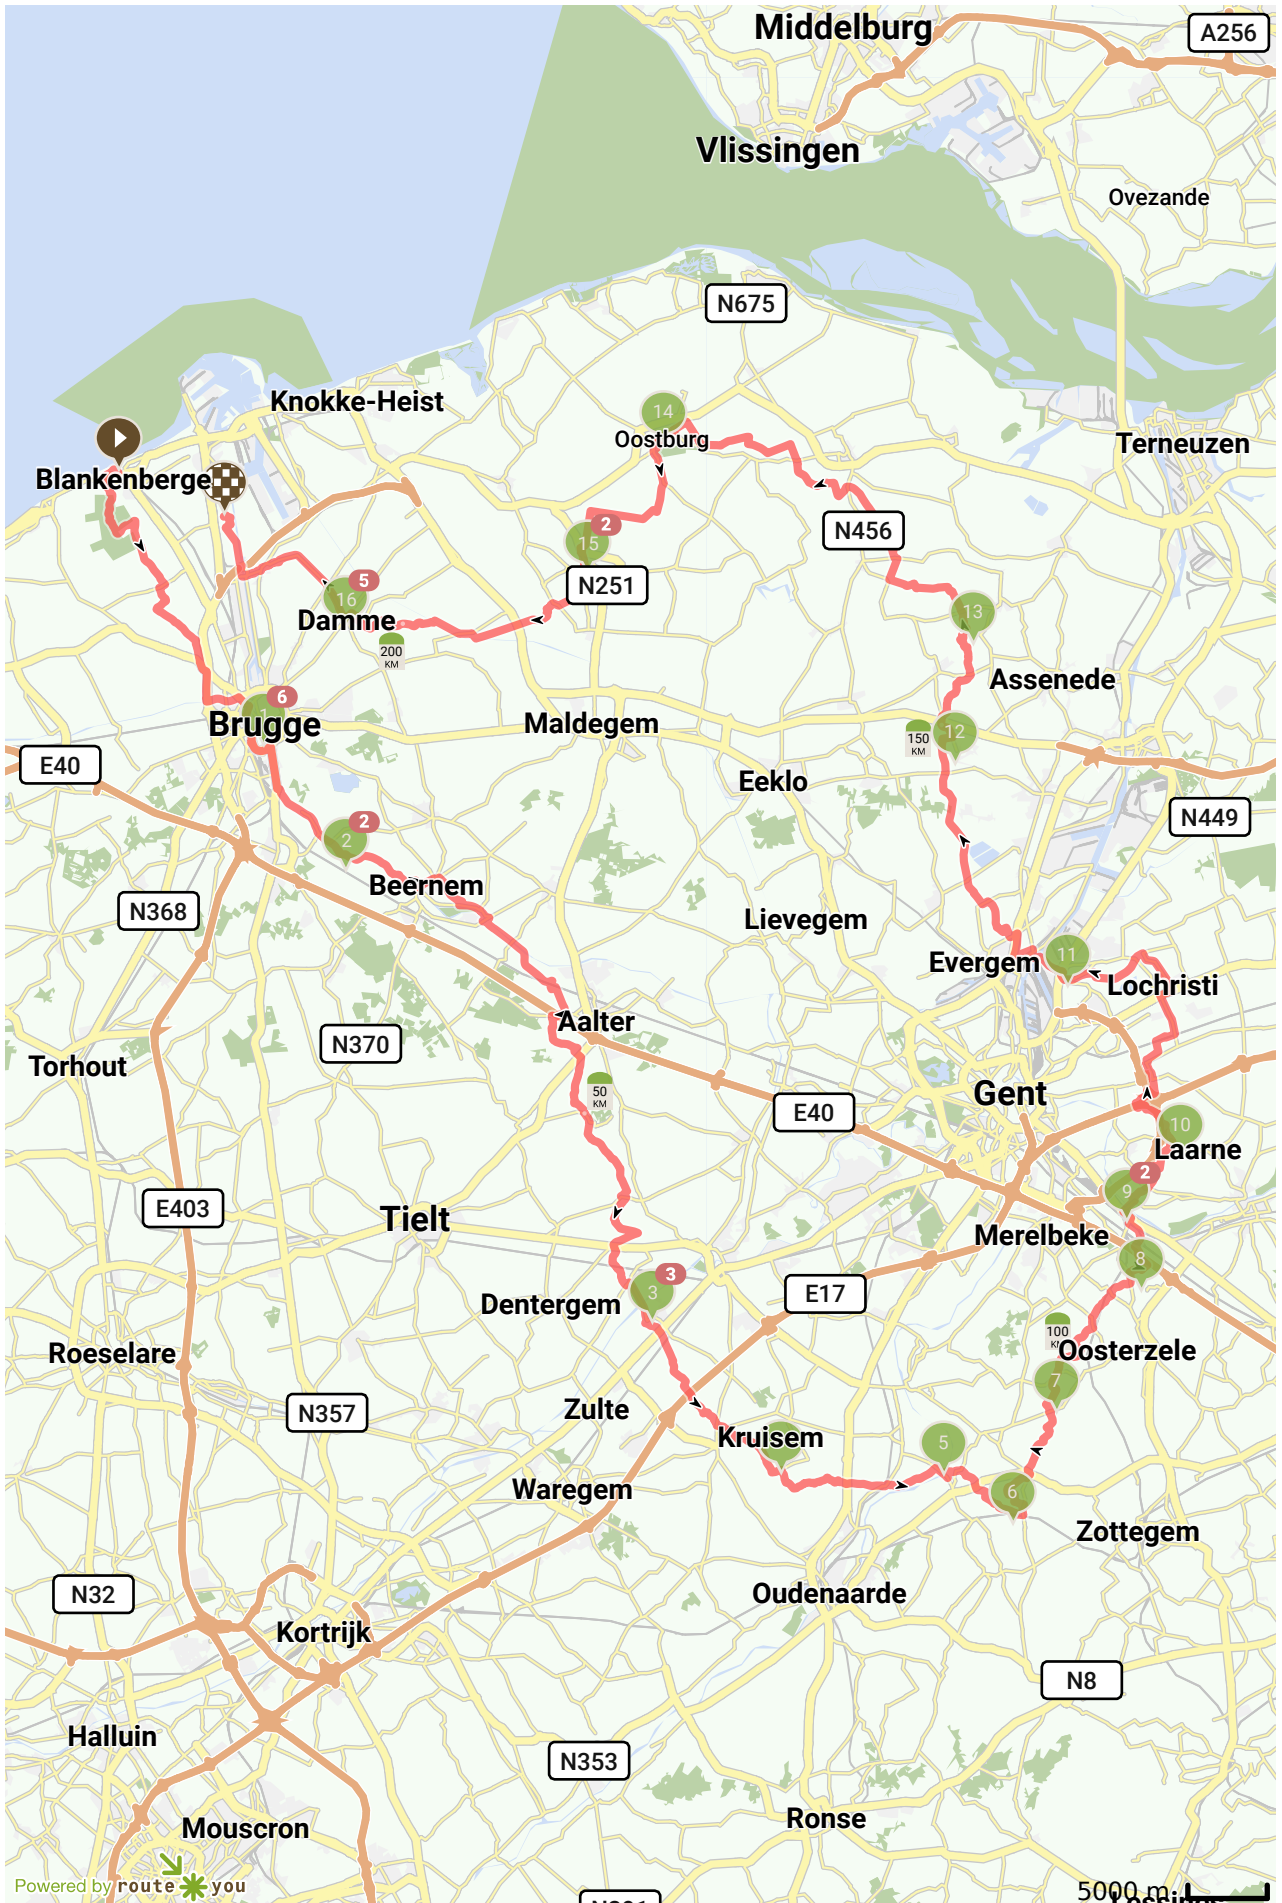 Middelburg
A256
Vlissingen
Ovezande
N675
Knokke-Heist
14
Oostburg
Terneuzen
Blankenberge
N456
2
15
N251
5
16
Damme
200
KM
13
Assenede
6
1
Brugge
Maldegem
150
KM
12
E40
Eeklo
N449
2
2
Beernem
N368
Lievegem
Evergem
11
Lochristi
Aalter
N370
Torhout
50
KM
Gent
E40
10
Laarne
E403
Tielt
2
9
Merelbeke
8
3
3
Dentergem
E17
100
KM
Oosterzele
Roeselare
7
N357
Zulte
Kruisem
5
Waregem
6
Zottegem
N32
Oudenaarde
Kortrijk
N8
Halluin
N353
Ronse
Mouscron
Powered by route you
5000 m